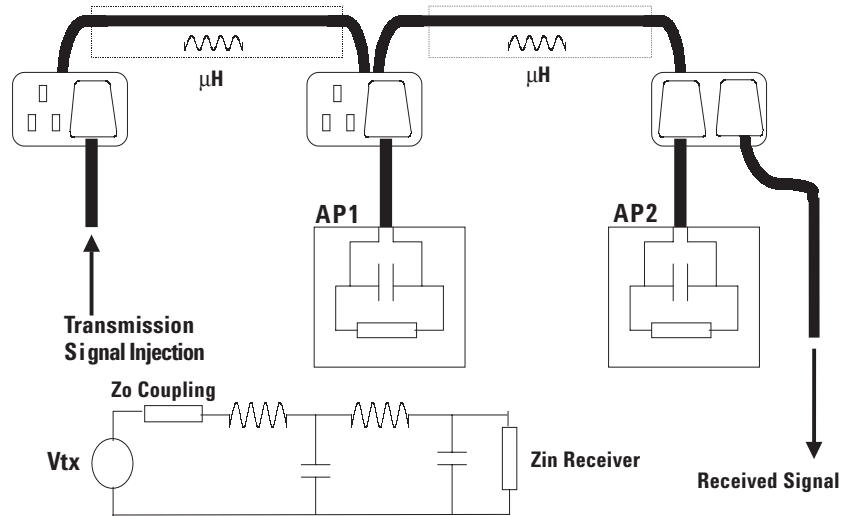 μH
μH
AP1
AP2
Transmission
Signal Injection
Zo Coupling
Vtx
Zin Receiver
Received Signal